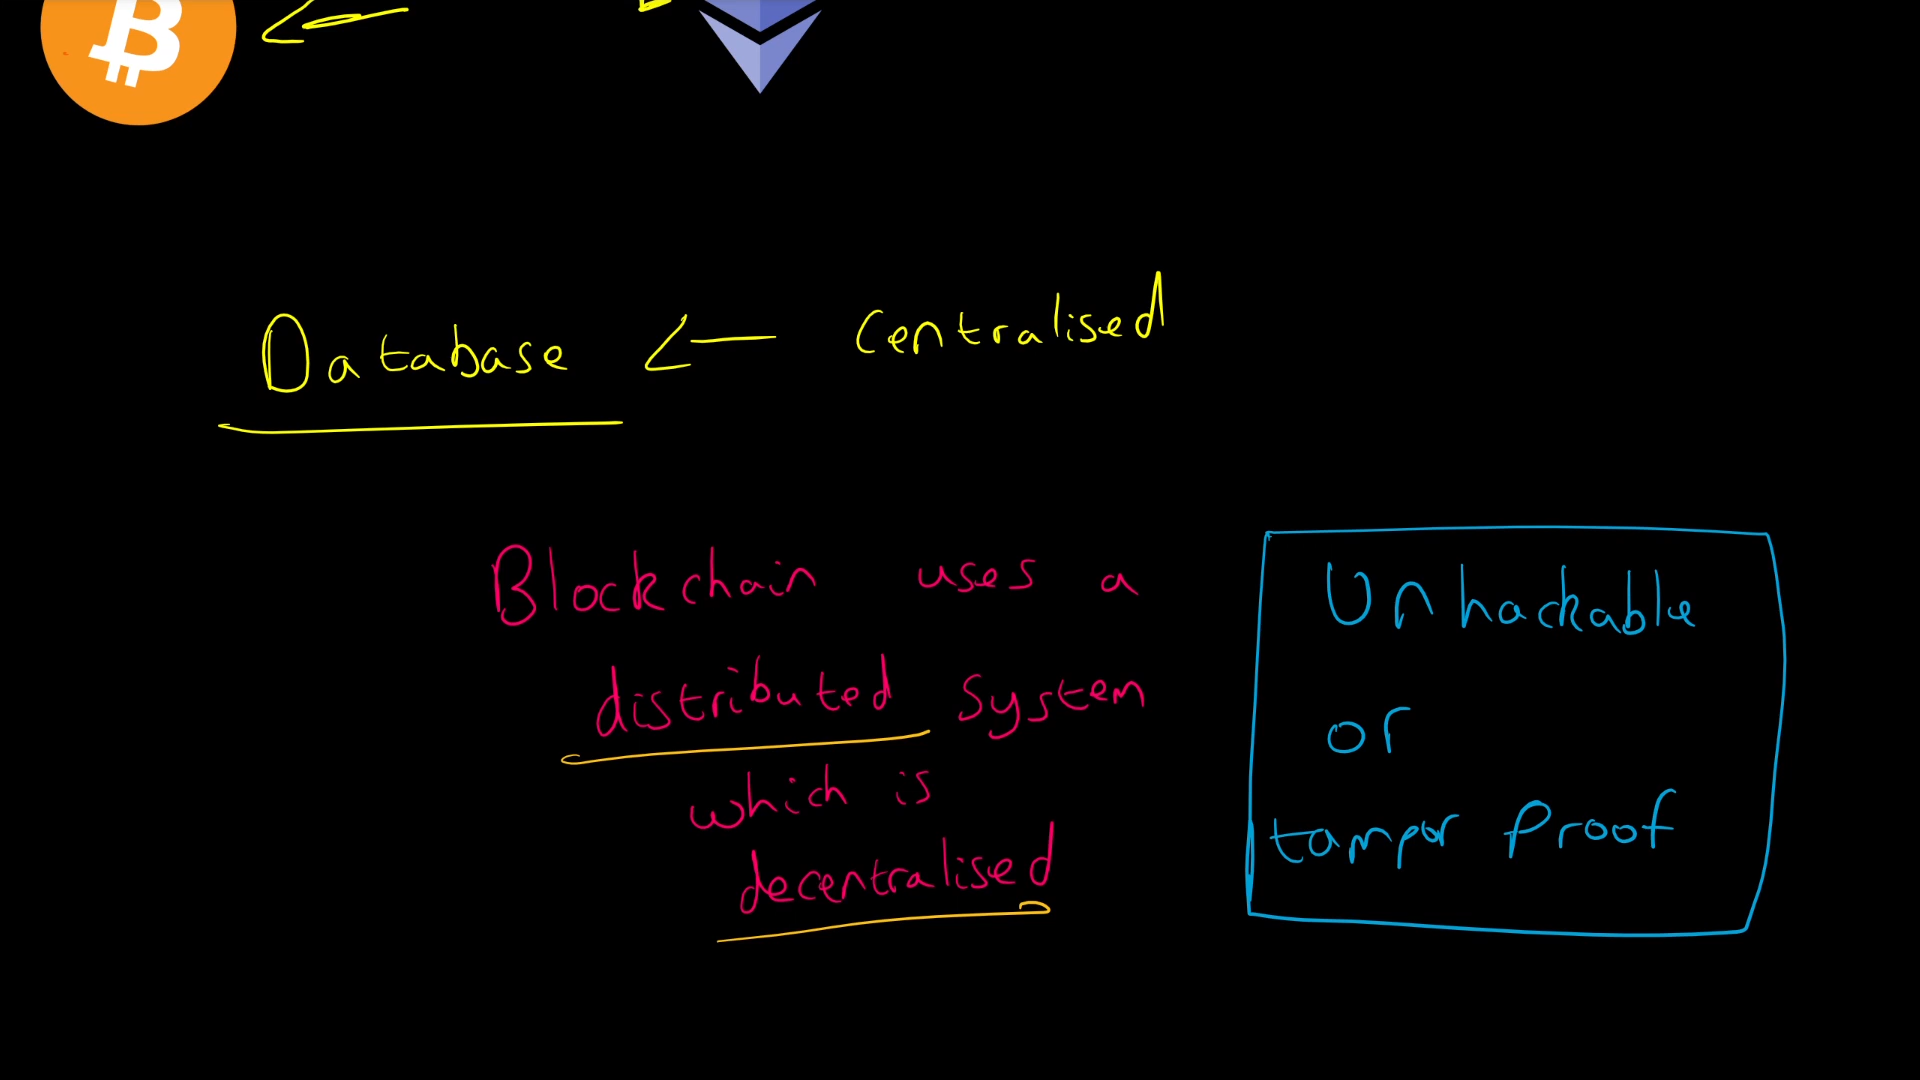 Database ← Centralised
Blockchain uses a
distributed system
which is
decentralised
Unhackable
or
tamper proof